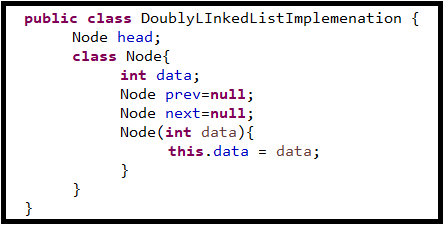 public class DoublyLInkedListImplemenation {
Node head;
class Node{
int data;
Node prev=null;
Node next=null;
Node(int data){
this.data = data;
}
}
}